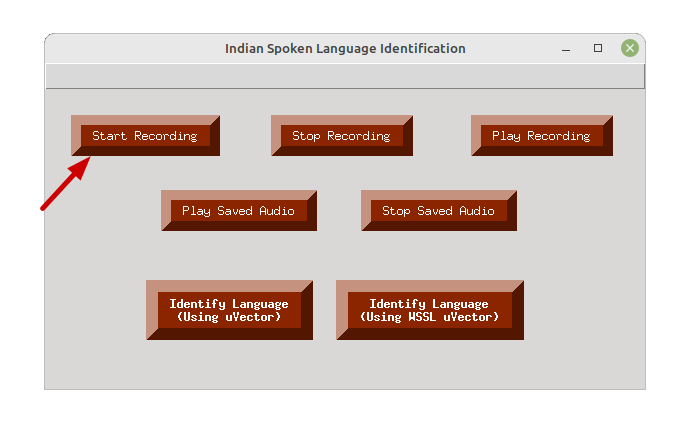 Indian Spoken Language Identification
Start Recording
Stop Recording
Play Recording
Play Saved Audio
Stop Saved Audio
Identify Language
(Using uVector)
Identify Language
(Using WSSL uVector)